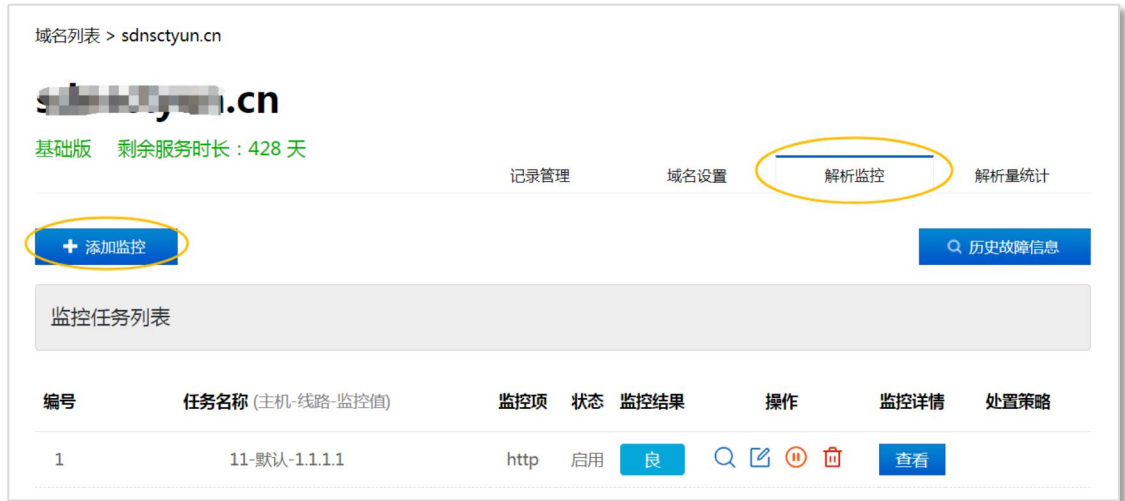 域名列表 > sdnsctyun.cn
.cn
基础版 剩余服务时长：428 天
记录管理 域名设置 解析监控 解析量统计
添加监控 历史故障信息
监控任务列表
编号 任务名称 (主机-线路-监控值) 监控项 状态 监控结果 操作 监控详情 处置策略
1 11-默认-1.1.1.1 http 启用 良 查看